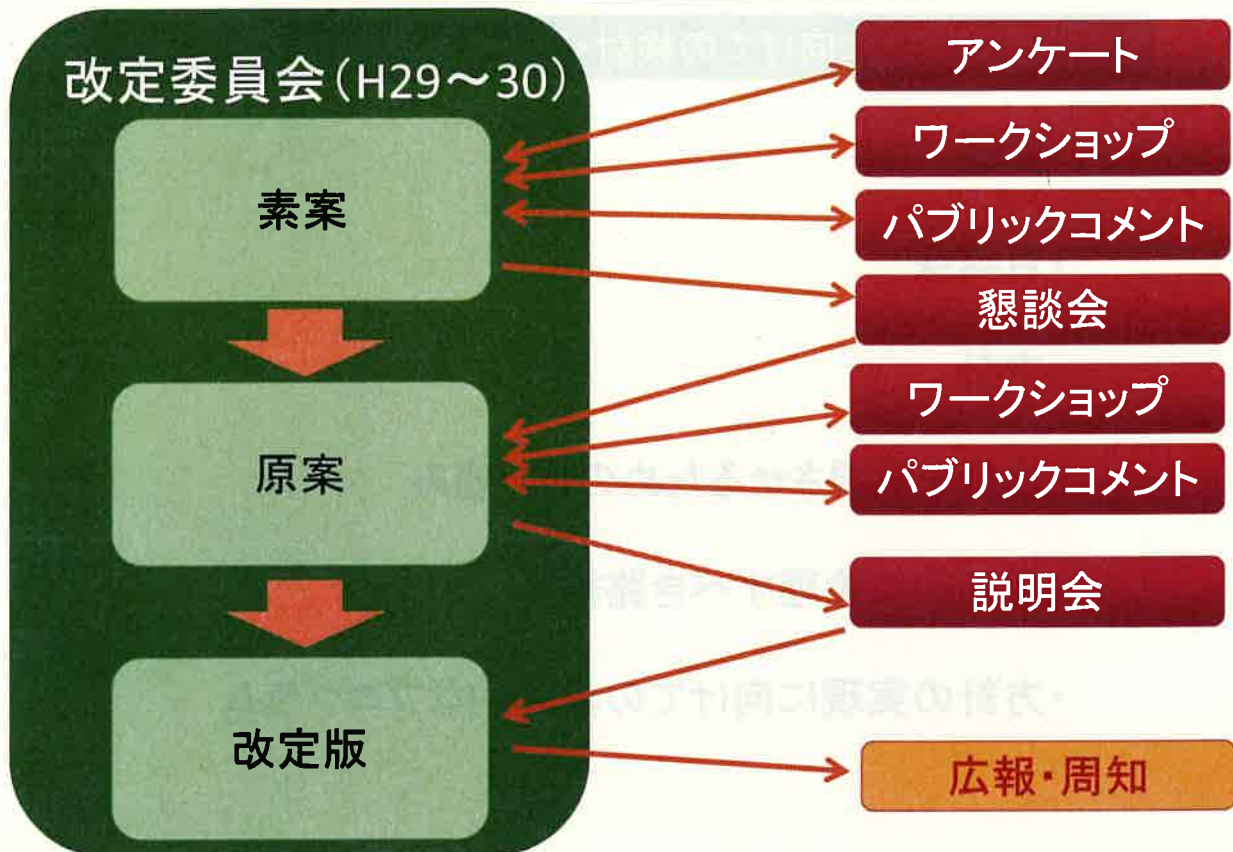 改定委員会(H29～30)
素案
原案
改定版
アンケート
ワークショップ
パブリックコメント
懇談会
ワークショップ
パブリックコメント
説明会
広報・周知